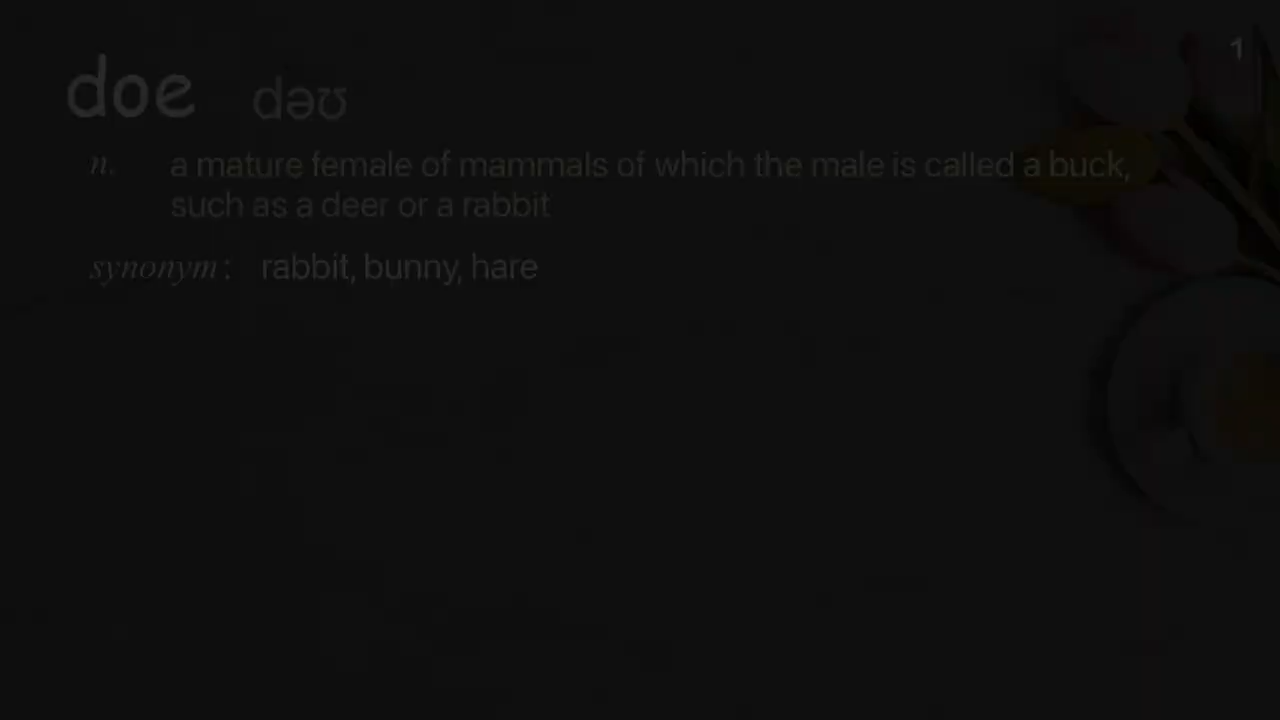 1
doe dəʊ
n. a mature female of mammals of which the male is called a buck,
such as a deer or a rabbit
synonym: rabbit, bunny, hare